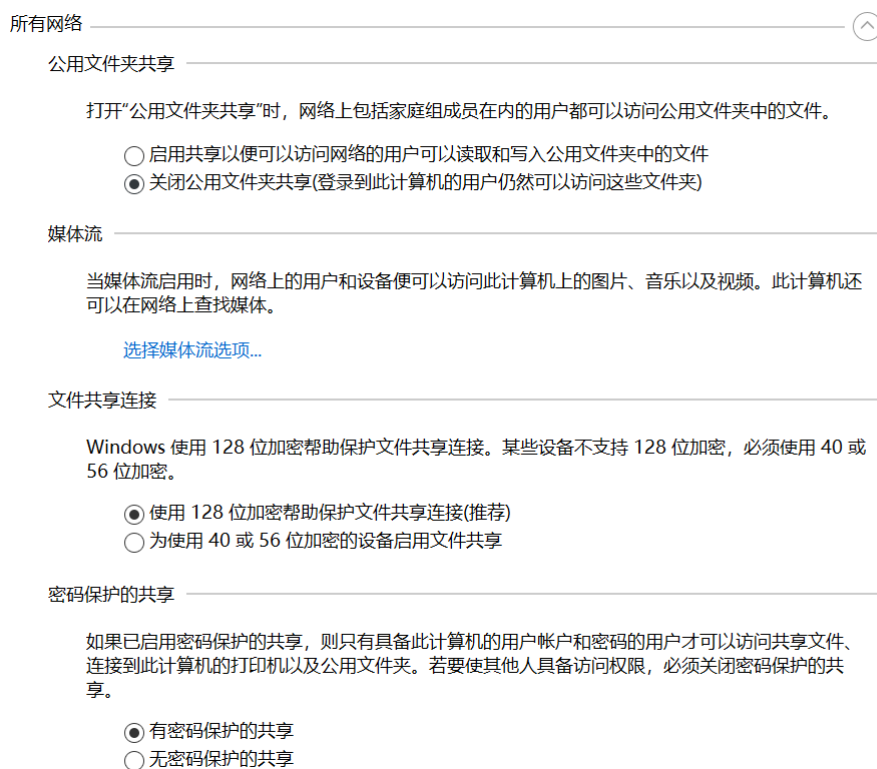 所有网络
公用文件夹共享
打开“公用文件夹共享”时，网络上包括家庭组成员在内的用户都可以访问公用文件夹中的文件。
启用共享以便可以访问网络的用户可以读取和写入公用文件夹中的文件
关闭公用文件夹共享(登录到此计算机的用户仍然可以访问这些文件夹)
媒体流
当媒体流启用时，网络上的用户和设备便可以访问此计算机上的图片、音乐以及视频。此计算机还
可以在网络上查找媒体。
选择媒体流选项...
文件共享连接
Windows 使用 128 位加密帮助保护文件共享连接。某些设备不支持 128 位加密，必须使用 40 或
56 位加密。
使用 128 位加密帮助保护文件共享连接(推荐)
为使用 40 或 56 位加密的设备启用文件共享
密码保护的共享
如果已启用密码保护的共享，则只有具备此计算机的用户帐户和密码的用户才可以访问共享文件、
连接到此计算机的打印机以及公用文件夹。若要使其他人具备访问权限，必须关闭密码保护的共
享。
有密码保护的共享
无密码保护的共享